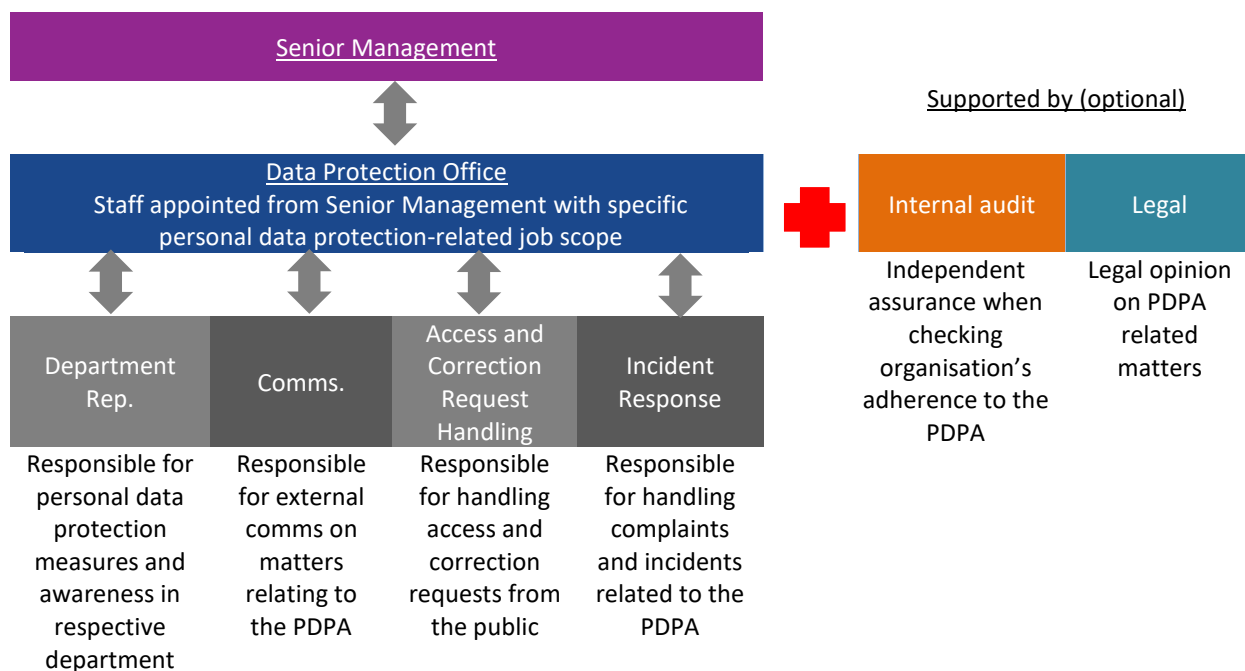 Senior Management
Supported by (optional)
Data Protection Office
Staff appointed from Senior Management with specific
personal data protection-related job scope
Internal audit
Legal
Independent
assurance when
checking
organisation’s
adherence to the
PDPA
Legal opinion
on PDPA
related
matters
Department
Rep.
Comms.
Access and
Correction
Request
Handling
Incident
Response
Responsible for
personal data
protection
measures and
awareness in
respective
department
Responsible
for external
comms on
matters
relating to
the PDPA
Responsible
for handling
access and
correction
requests from
the public
Responsible
for handling
complaints
and incidents
related to the
PDPA